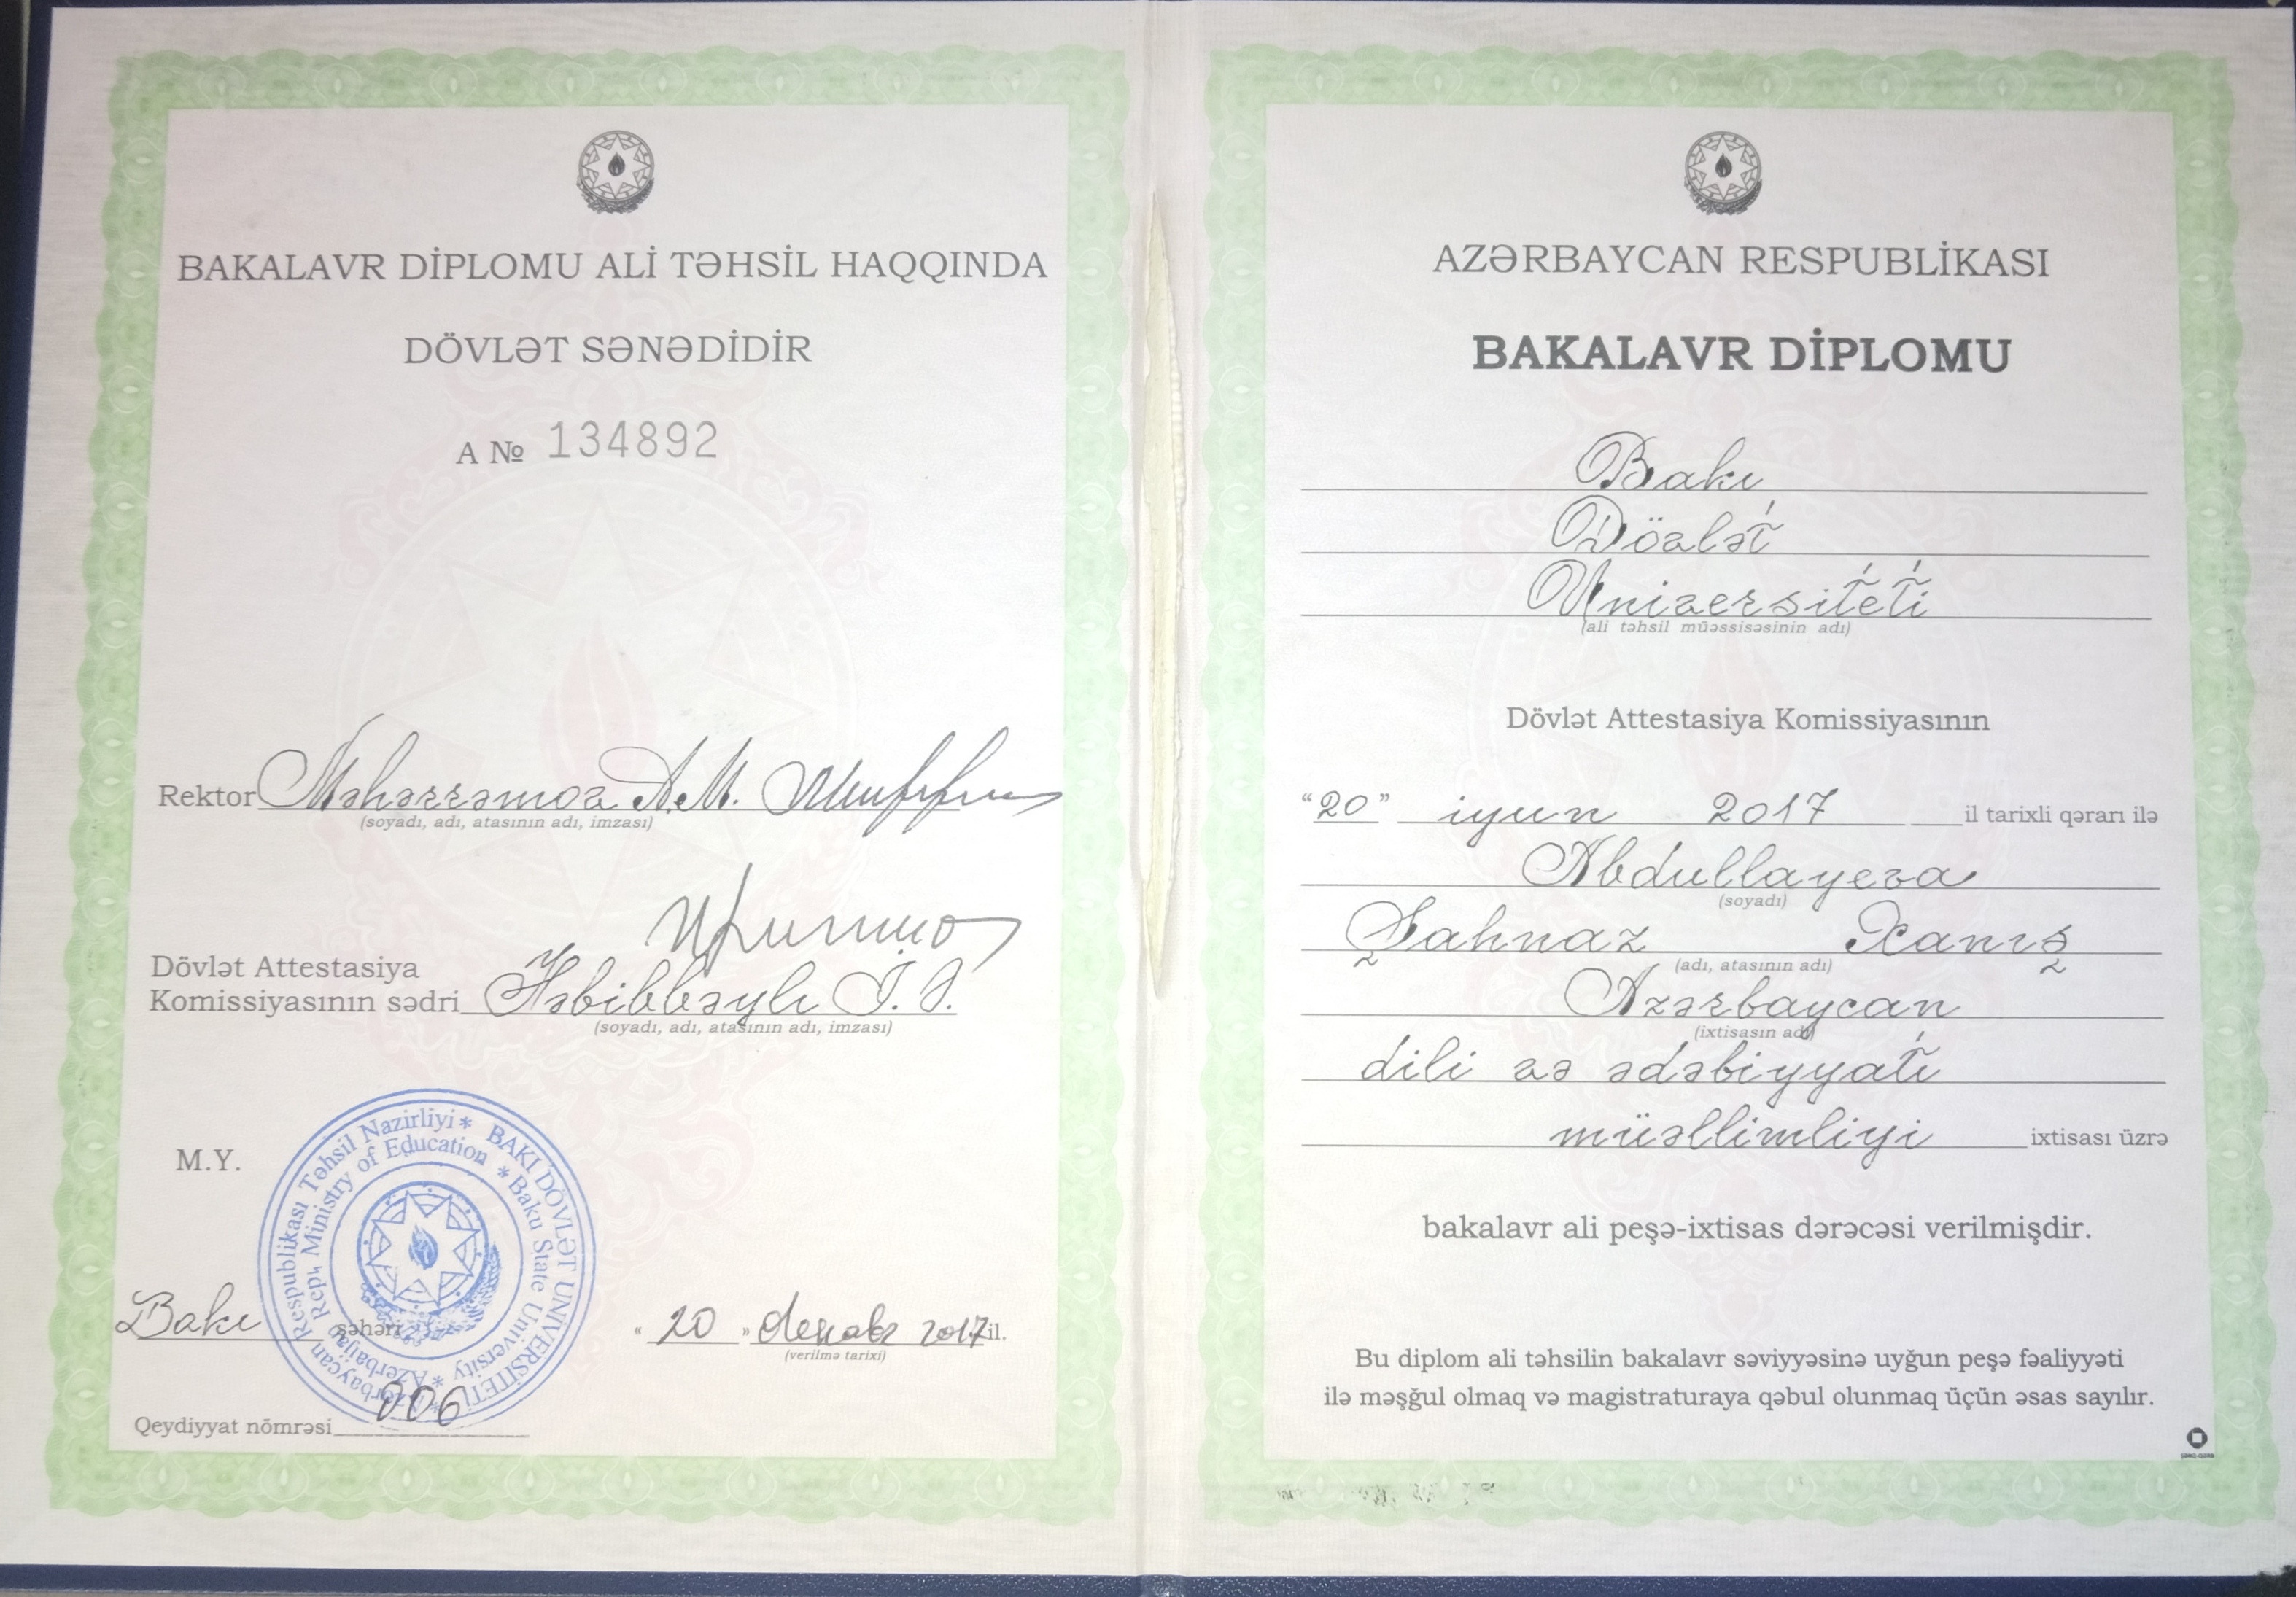 BAKALAVR DİPLOMU ALİ TƏHSİL HAQQINDA
DÖVLƏT SƏNƏDİDİR
A № 134892
Rektor Məhərrəmov A.M.
(soyadı, adı, atasının adı, imzası)
Dövlət Attestasiya
Komissiyasının sədri Həbibbəyli İ. Ə.
(soyadı, adı, atasının adı, imzası)
M.Y.
Azərbaycan Respublikası Təhsil Nazirliyi * BAKI DÖVLƏT UNİVERSİTETİ *
Ministry of Education * Baku State University * Azerbaijan
Bakı şəhəri
« 20 » dekabr 2017 il.
(verilmə tarixi)
Qeydiyyat nömrəsi 006
AZƏRBAYCAN RESPUBLİKASI
BAKALAVR DİPLOMU
Bakı
Dövlət
Universiteti
(ali təhsil müəssisəsinin adı)
Dövlət Attestasiya Komissiyasının
“20” iyun 2017 il tarixli qərarı ilə
Abdullayeva
(soyadı)
Şahnaz Xanış
(adı, atasının adı)
Azərbaycan
(ixtisasın adı)
dili və ədəbiyyatı
müəllimliyi ixtisası üzrə
bakalavr ali peşə-ixtisas dərəcəsi verilmişdir.
Bu diplom ali təhsilin bakalavr səviyyəsinə uyğun peşə fəaliyyəti
ilə məşğul olmaq və magistraturaya qəbul olunmaq üçün əsas sayılır.